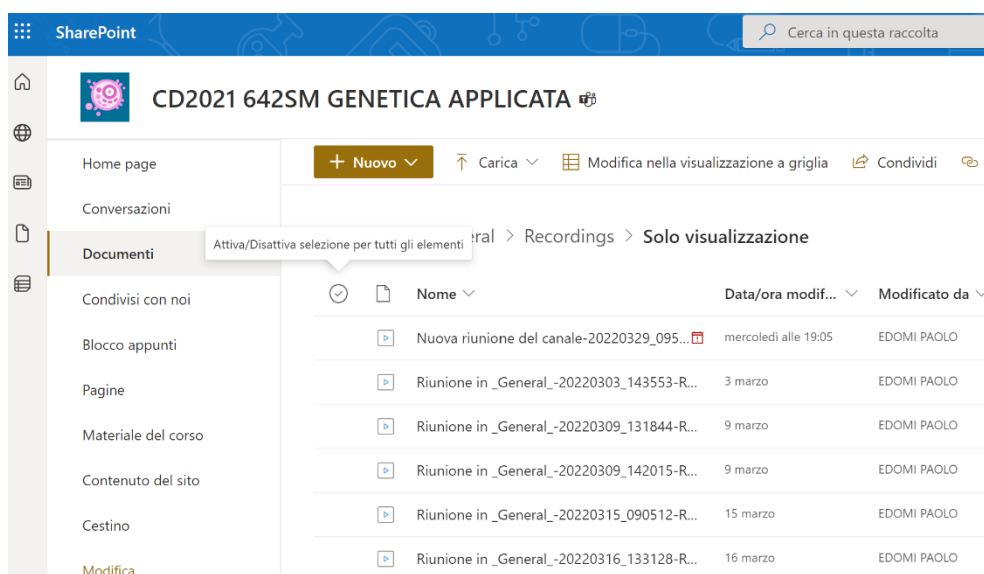 SharePoint
Cerca in questa raccolta
CD2021 642SM GENETICA APPLICATA
Home page
Conversazioni
Documenti
Condivisi con noi
Blocco appunti
Pagine
Materiale del corso
Contenuto del sito
Cestino
Modifica
+ Nuovo
Carica
Modifica nella visualizzazione a griglia
Condividi
Attiva/Disattiva selezione per tutti gli elementi
eral > Recordings > Solo visualizzazione
Nome Data/ora modif... Modificato da
Nuova riunione del canale-20220329_095... mercoledì alle 19:05 EDOMI PAOLO
Riunione in _General_-20220303_143553-R... 3 marzo EDOMI PAOLO
Riunione in _General_-20220309_131844-R... 9 marzo EDOMI PAOLO
Riunione in _General_-20220309_142015-R... 9 marzo EDOMI PAOLO
Riunione in _General_-20220315_090512-R... 15 marzo EDOMI PAOLO
Riunione in _General_-20220316_133128-R... 16 marzo EDOMI PAOLO